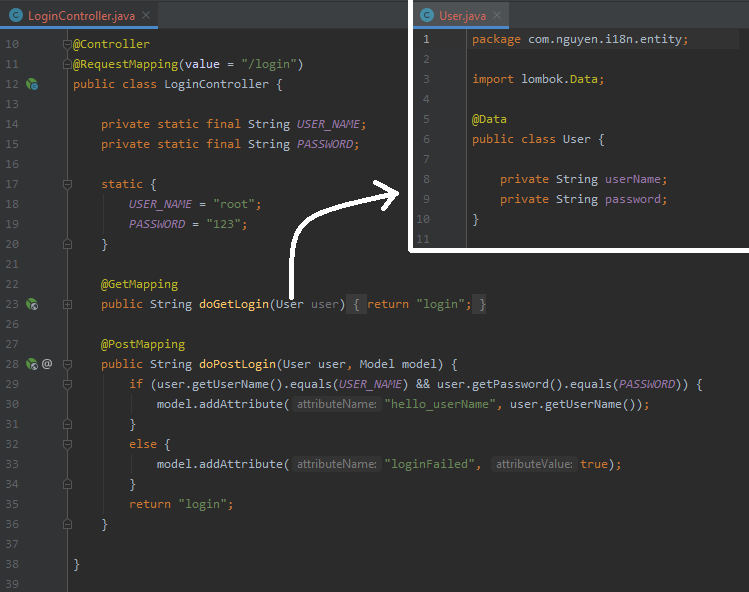 LoginController.java
10 @Controller
11 @RequestMapping(value = "/login")
12 public class LoginController {
13
14 private static final String USER_NAME;
15 private static final String PASSWORD;
16
17 static {
18 USER_NAME = "root";
19 PASSWORD = "123";
20 }
21
22 @GetMapping
23 public String doGetLogin(User user) { return "login"; }
26
27 @PostMapping
28 @ public String doPostLogin(User user, Model model) {
29 if (user.getUserName().equals(USER_NAME) && user.getPassword().equals(PASSWORD)) {
30 model.addAttribute( attributeName: "hello_userName", user.getUserName());
31 }
32 else {
33 model.addAttribute( attributeName: "loginFailed", attributeValue: true);
34 }
35 return "login";
36 }
37
38 }
39
User.java
1 package com.nguyen.i18n.entity;
2
3 import lombok.Data;
4
5 @Data
6 public class User {
7
8 private String userName;
9 private String password;
10 }
11